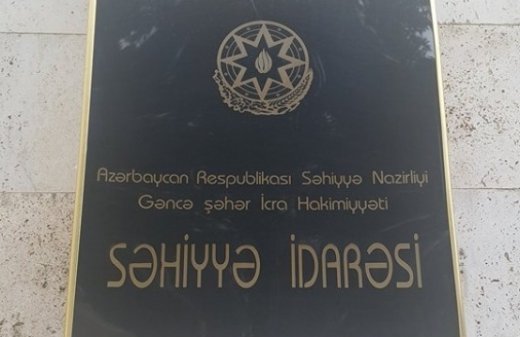 Azərbaycan Respublikası Səhiyyə Nazirliyi
Gəncə şəhər İcra Hakimiyyəti
SƏHİYYƏ İDARƏSİ